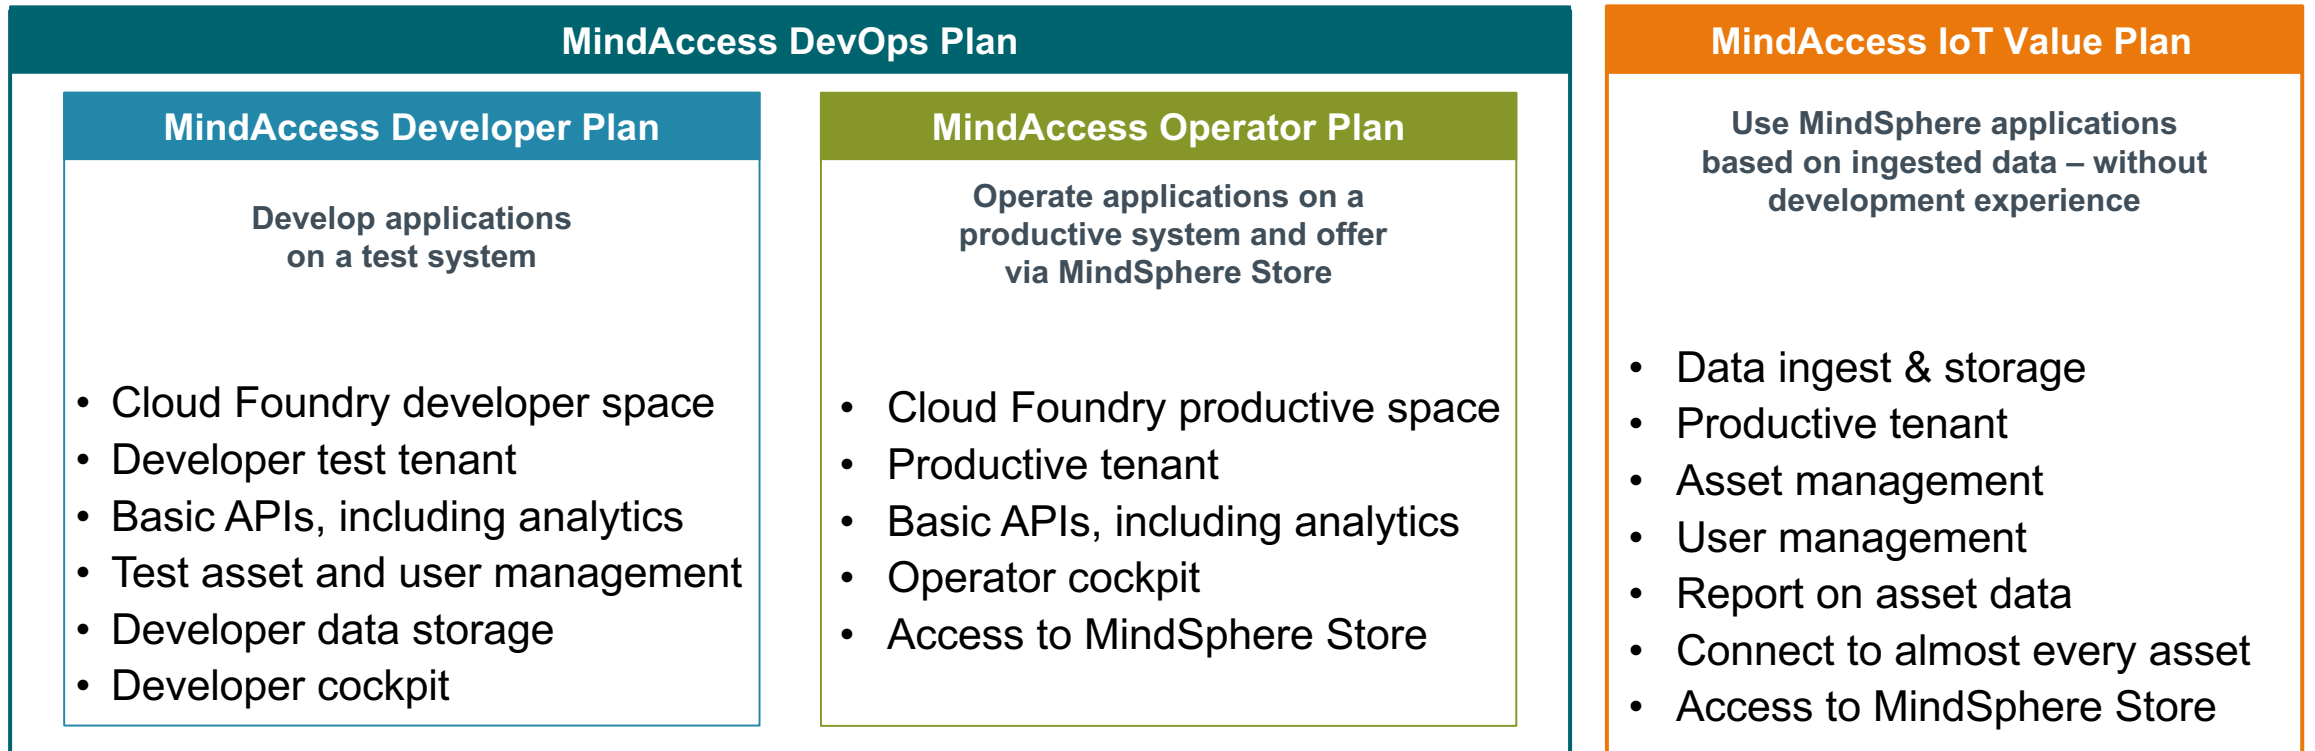 MindAccess DevOps Plan
MindAccess Developer Plan
Develop applications
on a test system
• Cloud Foundry developer space
• Developer test tenant
• Basic APIs, including analytics
• Test asset and user management
• Developer data storage
• Developer cockpit
MindAccess Operator Plan
Operate applications on a
productive system and offer
via MindSphere Store
• Cloud Foundry productive space
• Productive tenant
• Basic APIs, including analytics
• Operator cockpit
• Access to MindSphere Store
MindAccess IoT Value Plan
Use MindSphere applications
based on ingested data – without
development experience
• Data ingest & storage
• Productive tenant
• Asset management
• User management
• Report on asset data
• Connect to almost every asset
• Access to MindSphere Store